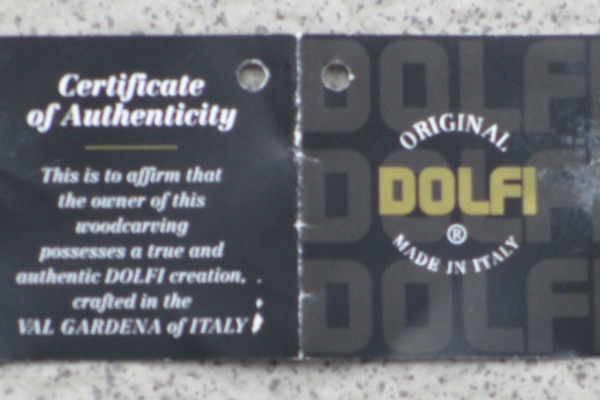 Certificate
of Authenticity
This is to affirm that
the owner of this
woodcarving
possesses a true and
authentic DOLFI creation,
crafted in the
VAL GARDENA of ITALY
ORIGINAL
DOLFI
®
MADE IN ITALY
DOLFI
DOLFI
DOLFI